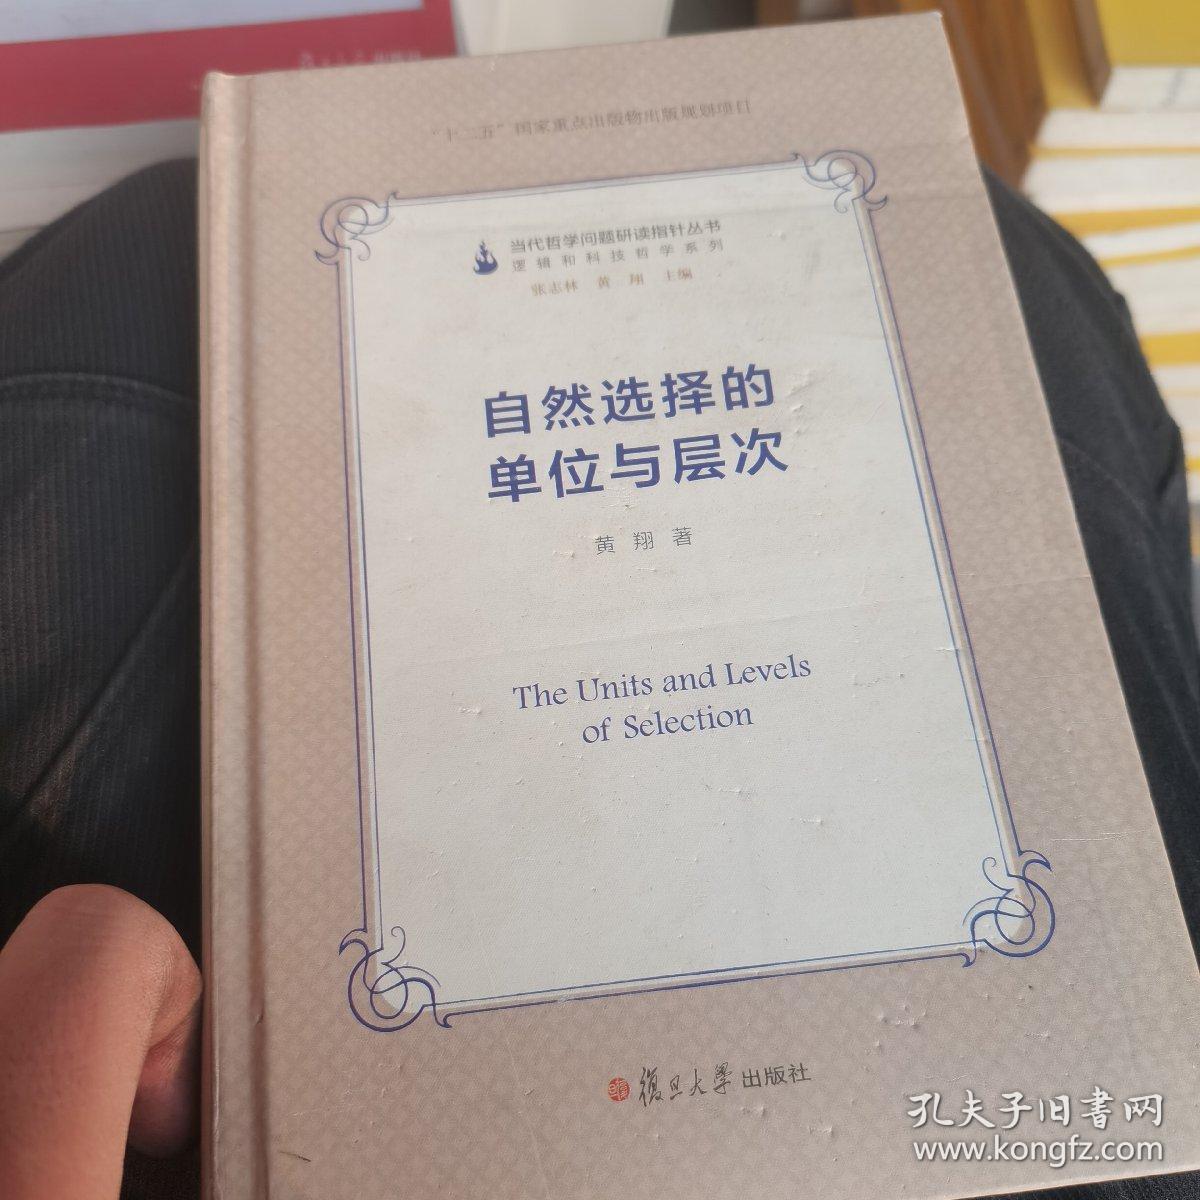 “十二五”国家重点出版物出版规划项目
当代哲学问题研读指针丛书
逻辑和科技哲学系列
张志林 黄翔 主编
自然选择的
单位与层次
黄翔 著
The Units and Levels
of Selection
復旦大學出版社
孔夫子旧書网
www.kongfz.com